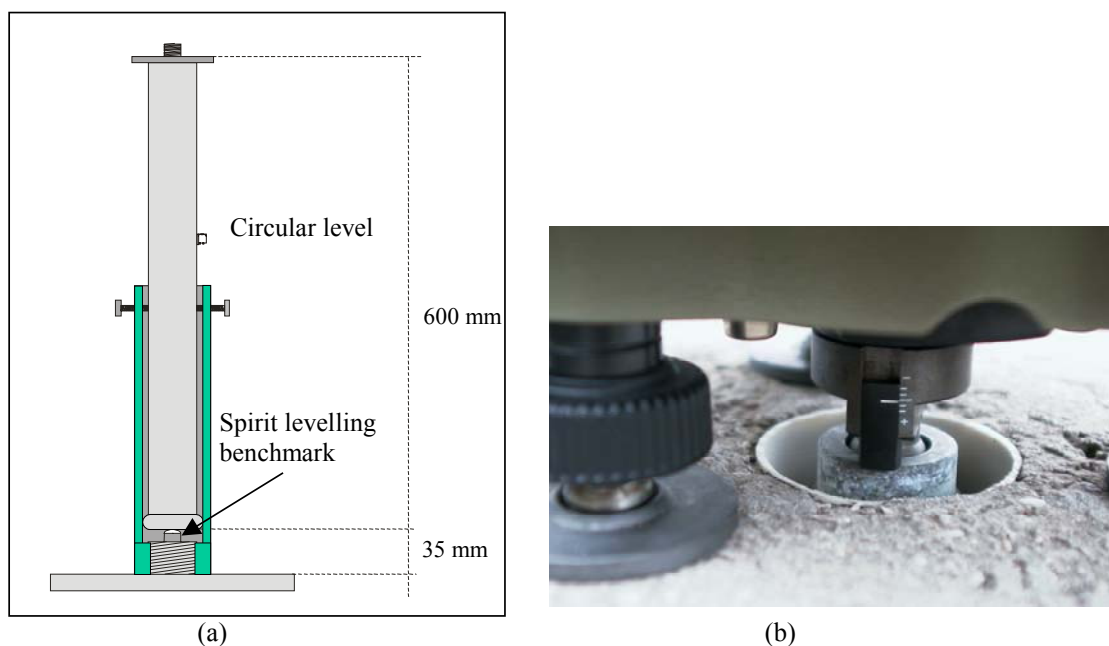 Circular level
600 mm
Spirit levelling
benchmark
35 mm
(a)
(b)